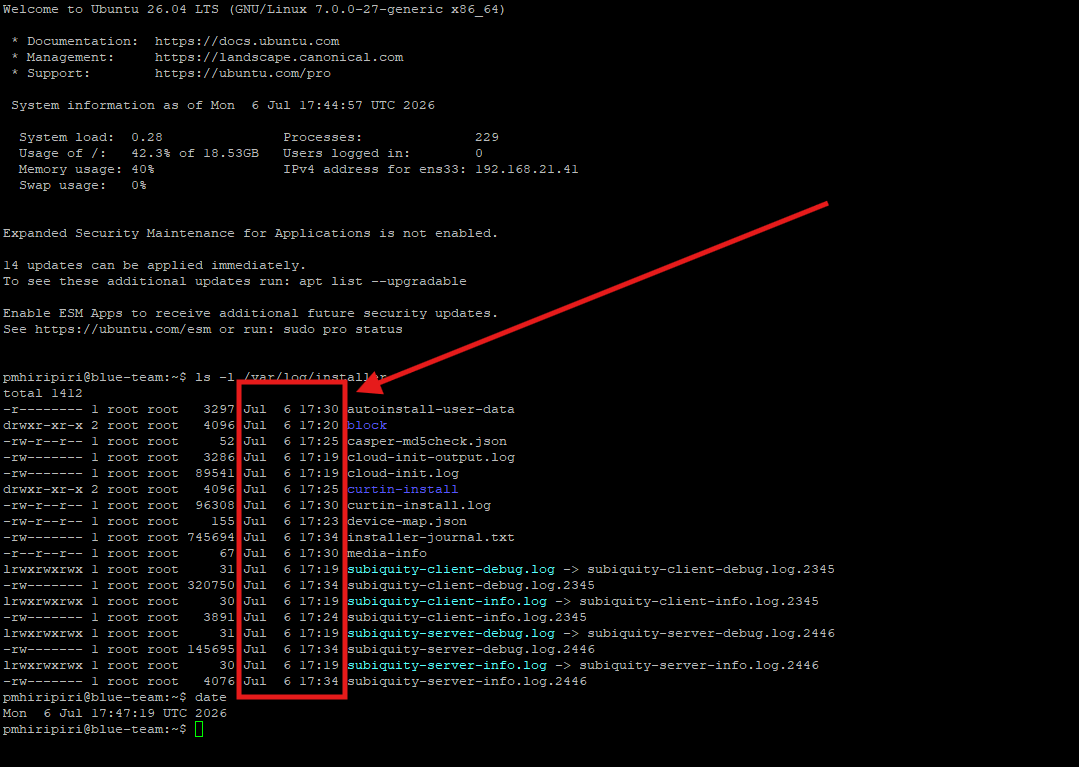 Welcome to Ubuntu 26.04 LTS (GNU/Linux 7.0.0-27-generic x86_64)
* Documentation:  https://docs.ubuntu.com
* Management:     https://landscape.canonical.com
* Support:        https://ubuntu.com/pro
System information as of Mon  6 Jul 17:44:57 UTC 2026
System load:  0.28               Processes:              229
Usage of /:   42.3% of 18.53GB   Users logged in:        0
Memory usage: 40%                IPv4 address for ens33: 192.168.21.41
Swap usage:   0%
Expanded Security Maintenance for Applications is not enabled.
14 updates can be applied immediately.
To see these additional updates run: apt list --upgradable
Enable ESM Apps to receive additional future security updates.
See https://ubuntu.com/esm or run: sudo pro status
pmhiripiri@blue-team:~$ ls -l /var/log/installer
total 1412
-r-------- 1 root root   3297 Jul  6 17:30 autoinstall-user-data
drwxr-xr-x 2 root root   4096 Jul  6 17:20 block
-rw-r--r-- 1 root root     52 Jul  6 17:25 casper-md5check.json
-rw------- 1 root root   3286 Jul  6 17:19 cloud-init-output.log
-rw------- 1 root root  89541 Jul  6 17:19 cloud-init.log
drwxr-xr-x 2 root root   4096 Jul  6 17:25 curtin-install
-rw-r--r-- 1 root root  96308 Jul  6 17:30 curtin-install.log
-rw-r--r-- 1 root root    155 Jul  6 17:23 device-map.json
-rw------- 1 root root 745694 Jul  6 17:34 installer-journal.txt
-r--r--r-- 1 root root     67 Jul  6 17:30 media-info
lrwxrwxrwx 1 root root     31 Jul  6 17:19 subiquity-client-debug.log -> subiquity-client-debug.log.2345
-rw------- 1 root root 320750 Jul  6 17:34 subiquity-client-debug.log.2345
lrwxrwxrwx 1 root root     30 Jul  6 17:19 subiquity-client-info.log -> subiquity-client-info.log.2345
-rw------- 1 root root   3891 Jul  6 17:24 subiquity-client-info.log.2345
lrwxrwxrwx 1 root root     31 Jul  6 17:19 subiquity-server-debug.log -> subiquity-server-debug.log.2446
-rw------- 1 root root 145695 Jul  6 17:34 subiquity-server-debug.log.2446
lrwxrwxrwx 1 root root     30 Jul  6 17:19 subiquity-server-info.log -> subiquity-server-info.log.2446
-rw------- 1 root root   4076 Jul  6 17:34 subiquity-server-info.log.2446
pmhiripiri@blue-team:~$ date
Mon  6 Jul 17:47:19 UTC 2026
pmhiripiri@blue-team:~$